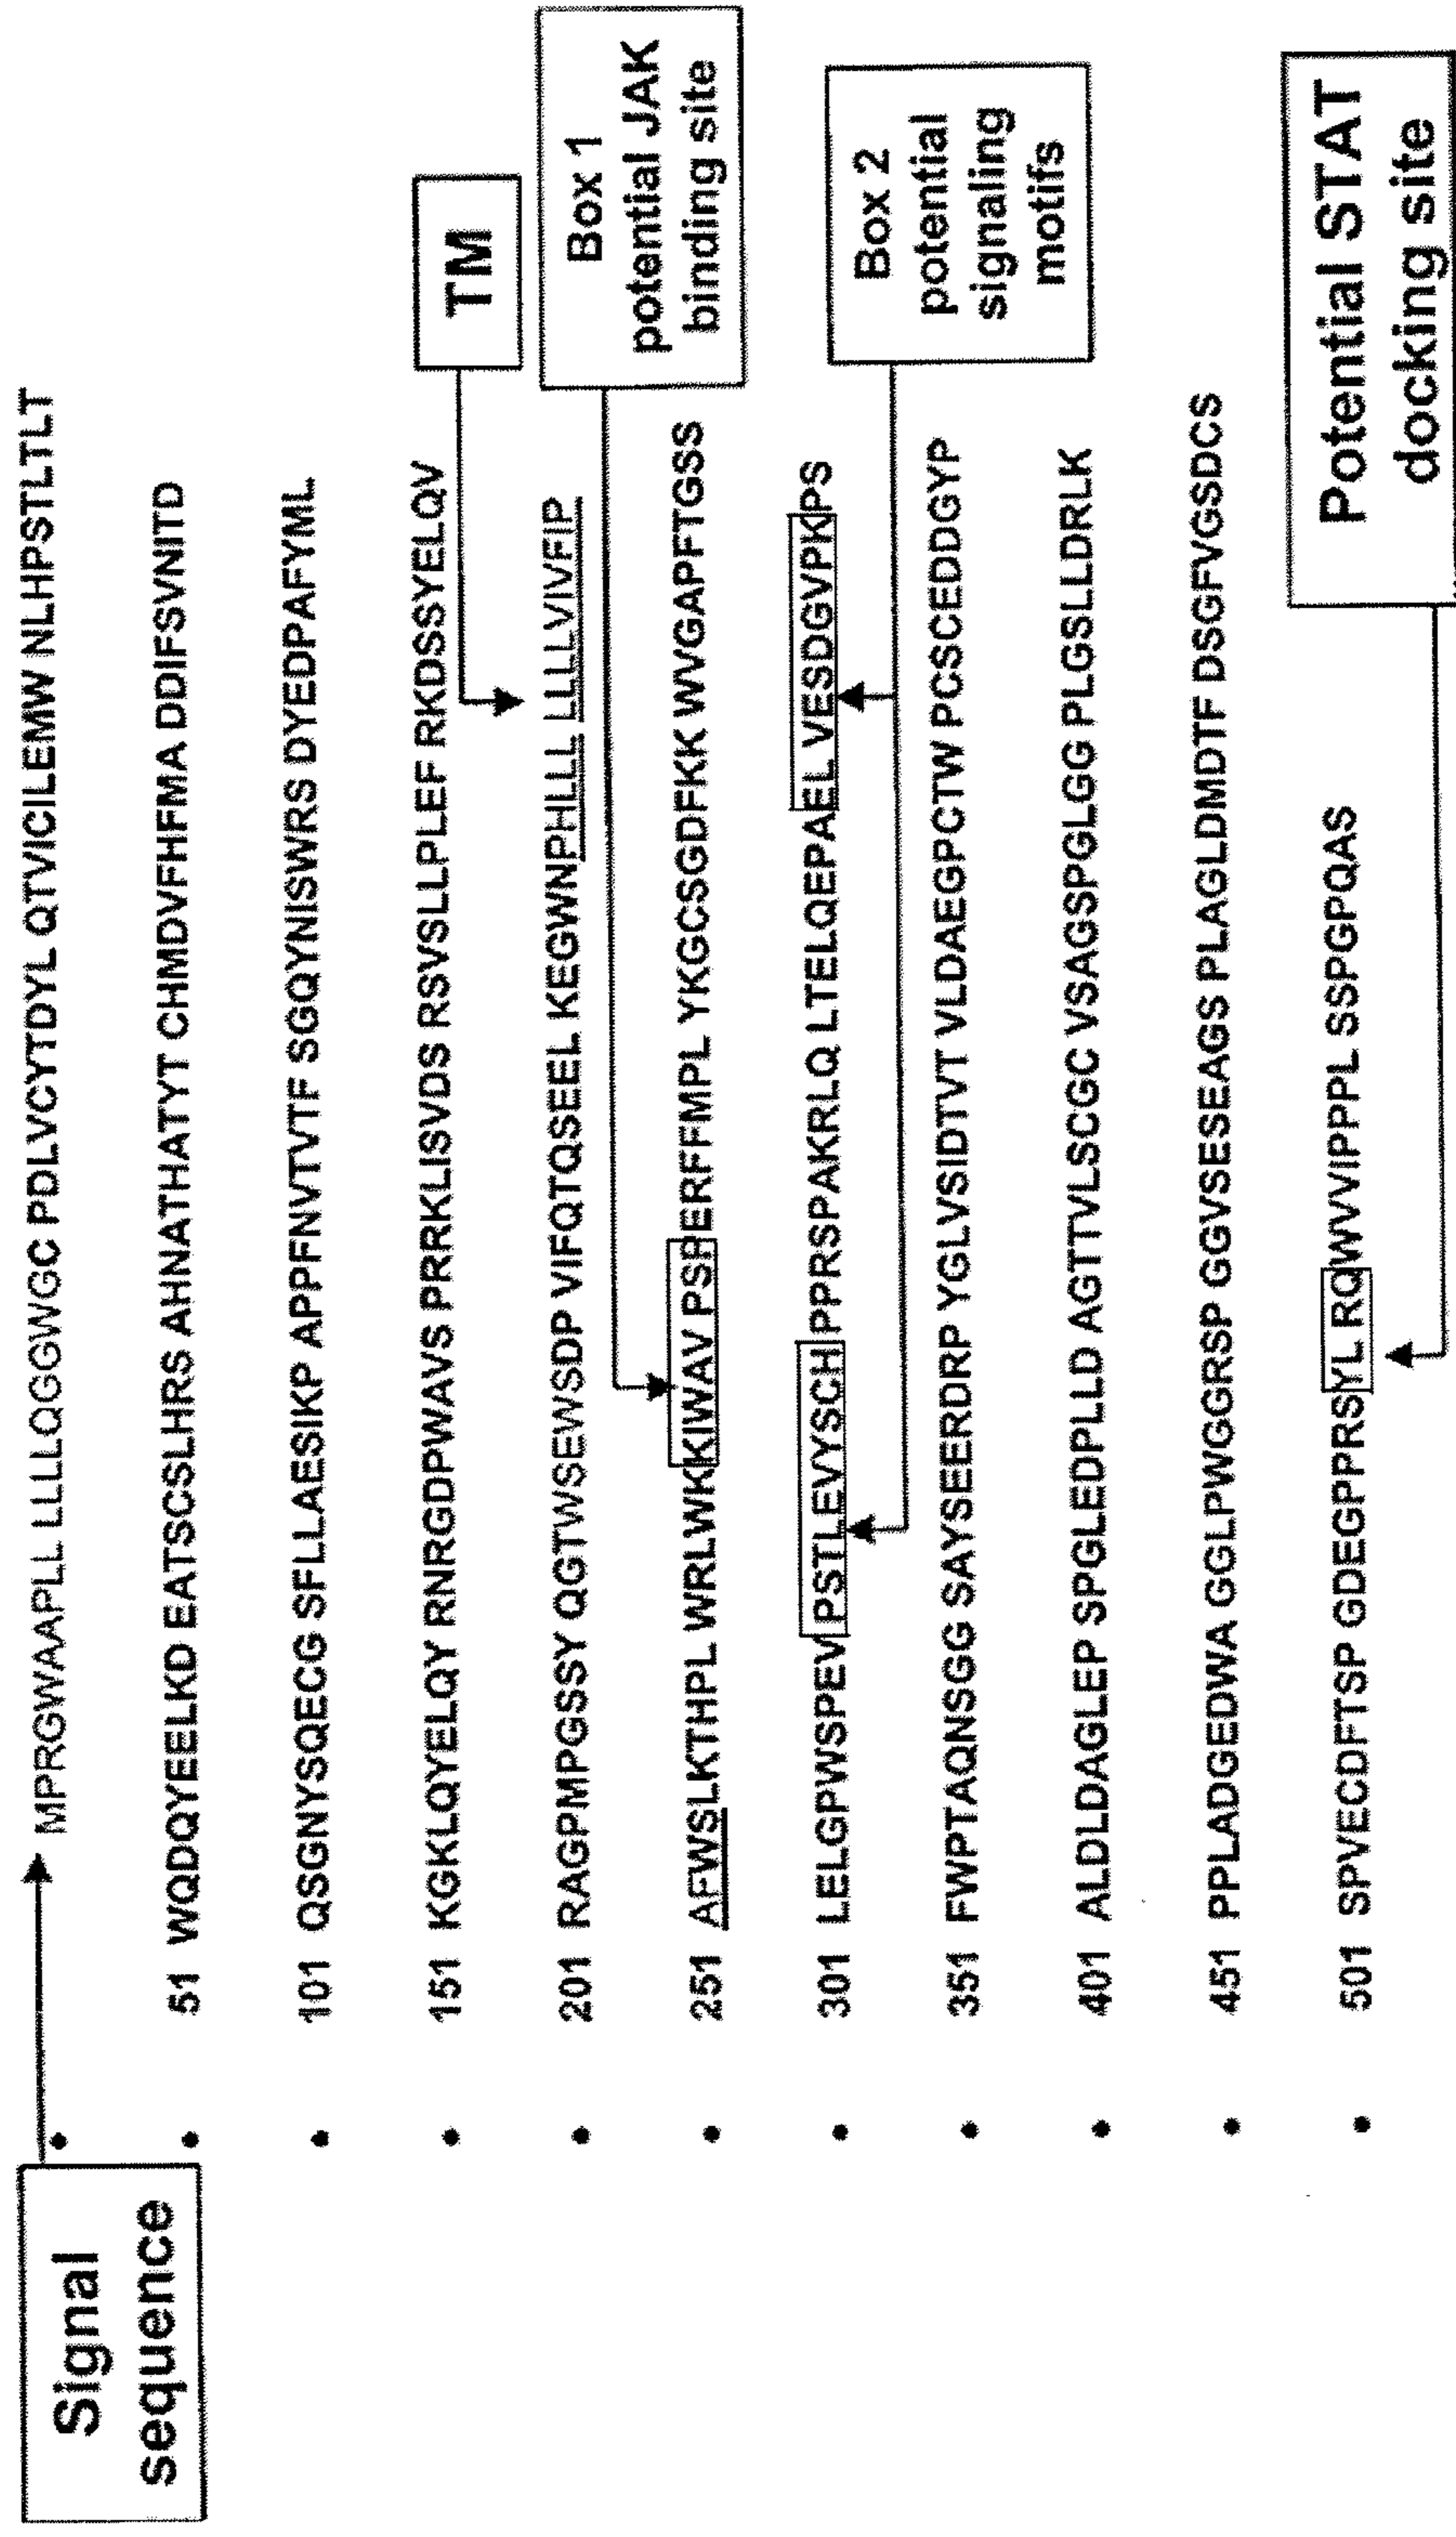 Signal
sequence
• MPRGWAAPLL LLLLQGGWGC PDLVCYTDYL QTVICILEMW NLHPSTLTLT
• 51 WQDQYEELKD EATSCSLHRS AHNATHATYT CHMDVFHFMA DDIFSVNITD
• 101 QSGNYSQECG SFLLAESIKP APPFNVTVTF SGQYNISWRS DYEDPAFYML
• 151 KGKLQYELQY RNRGDPWAVS PRRKLISVDS RSVSLLPLEF RKDSSYELQV
TM
• 201 RAGPMPGSSY QGTWSEWSDP VIFQTQSEEL KEGWNPHLLL LLLLVIVFIP
Box 1
potential JAK
binding site
• 251 AFWSLKTHPL WRLWKKIWAV PSPERFFMPL YKGCSGDFKK WVGAPFTGSS
• 301 LELGPWSPEV PSTLEVYSCH PPRSPAKRLQ LTELQEPAEL VESDGVPKPS
Box 2
potential
signaling
motifs
• 351 FWPTAQNSGG SAYSEERDRP YGLVSIDTVT VLDAEGPCTW PCSCEDDGYP
• 401 ALDLDAGLEP SPGLEDPLLD AGTTVLSCGC VSAGSPGLGG PLGSLLDRLK
• 451 PPLADGEDWA GGLPWGGRSP GGVSESEAGS PLAGLDMDTF DSGFVGSDCS
• 501 SPVECDFTSP GDEGPPRSYL RQWVVIPPPL SSPGPQAS
Potential STAT
docking site